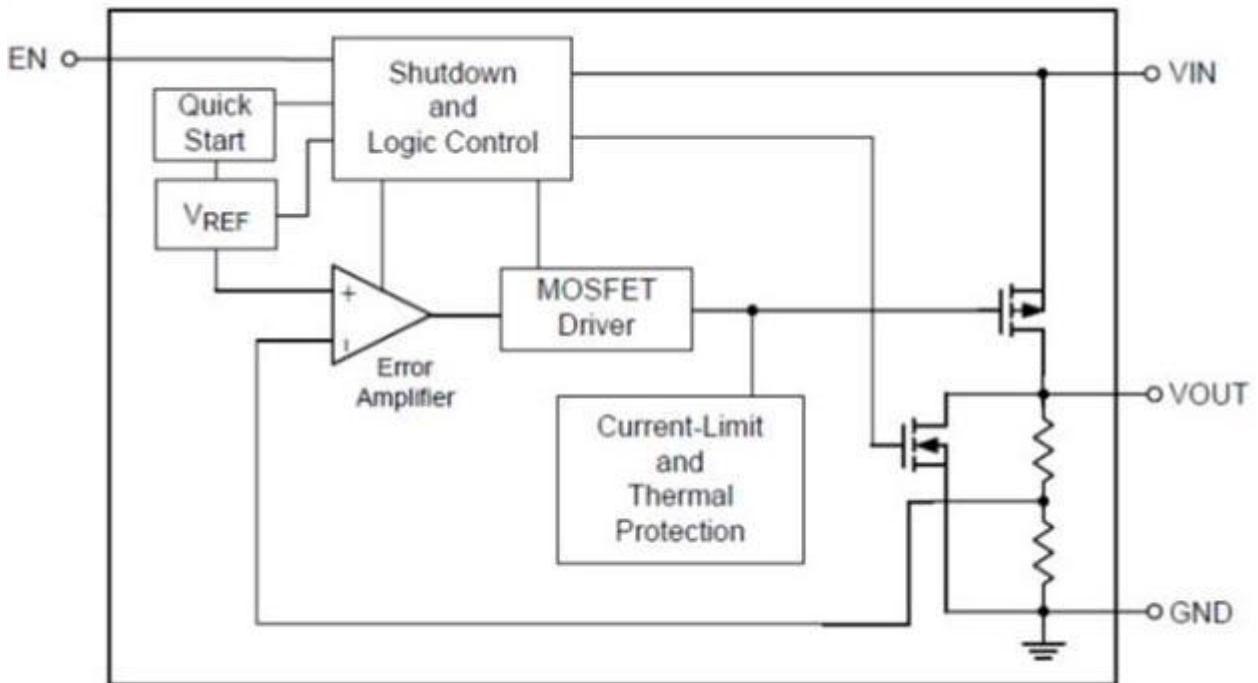 EN
Shutdown
and
Logic Control
VIN
Quick
Start
VREF
+
MOSFET
Driver
Error
Amplifier
VOUT
Current-Limit
and
Thermal
Protection
GND